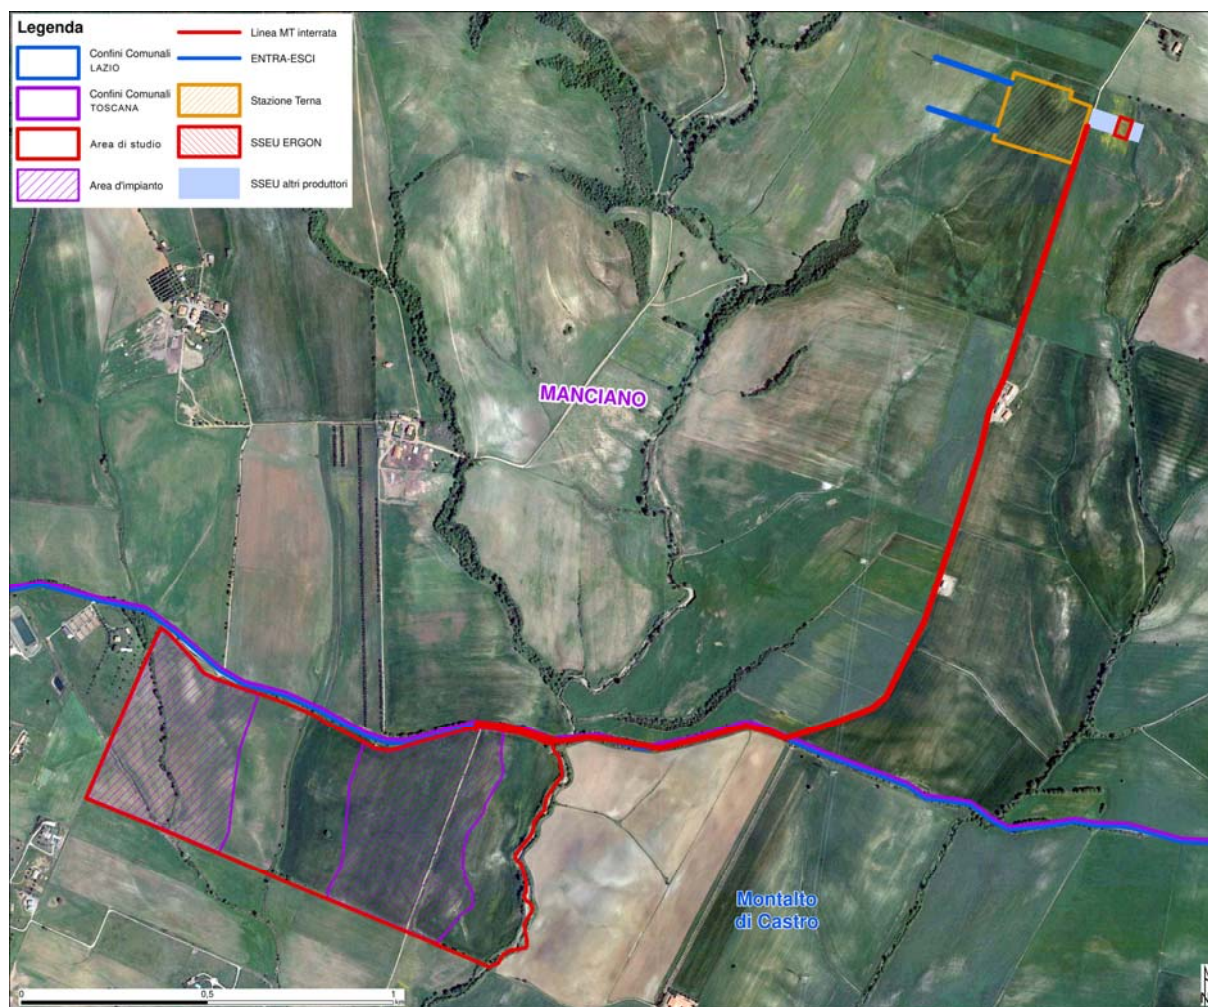 Legenda
Confini Comunali
LAZIO
Confini Comunali
TOSCANA
Area di studio
Area d'impianto
Linea MT interrata
ENTRA-ESCI
Stazione Terna
SSEU ERGON
SSEU altri produttori
MANCIANO
Montalto
di Castro
0
0,5
1
km